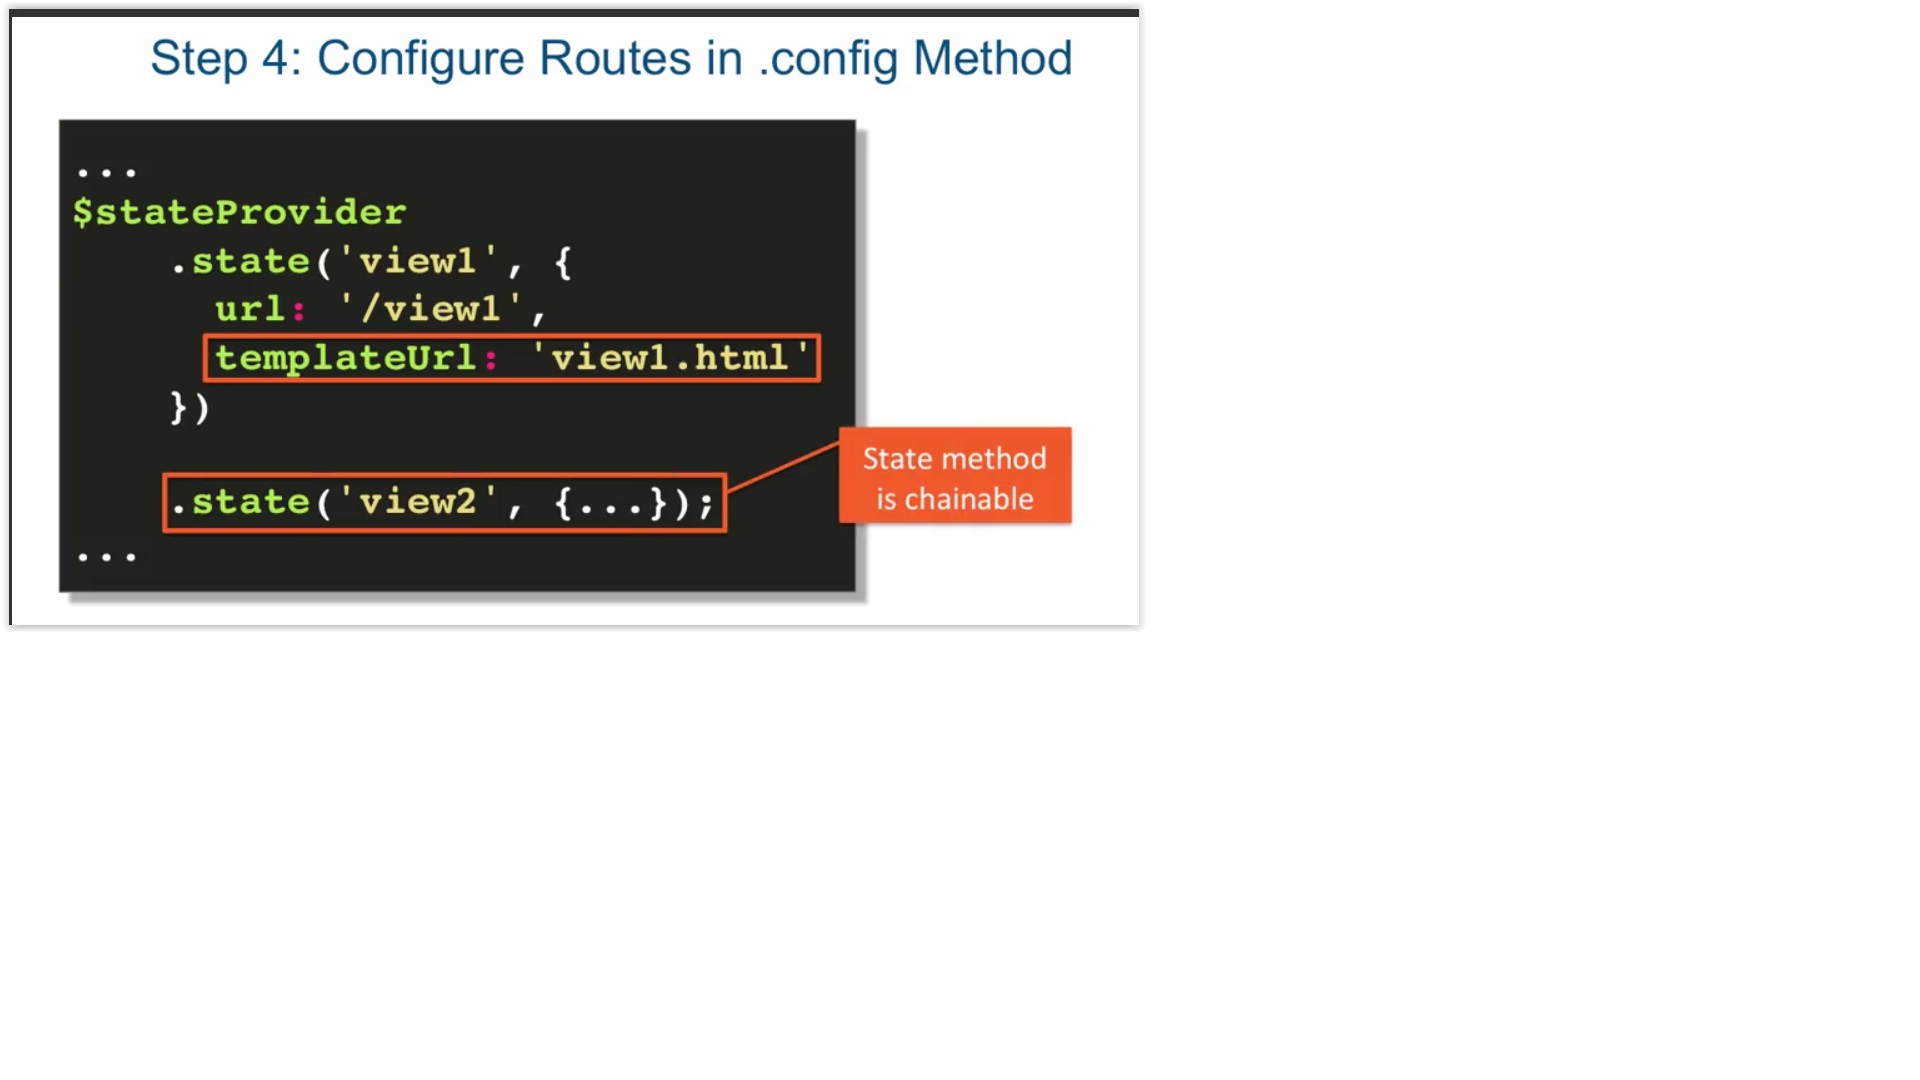 Step 4: Configure Routes in .config Method
...
$stateProvider
.state('view1', {
url: '/view1',
templateUrl: 'view1.html'
})
.state('view2', {...});
...
State method
is chainable